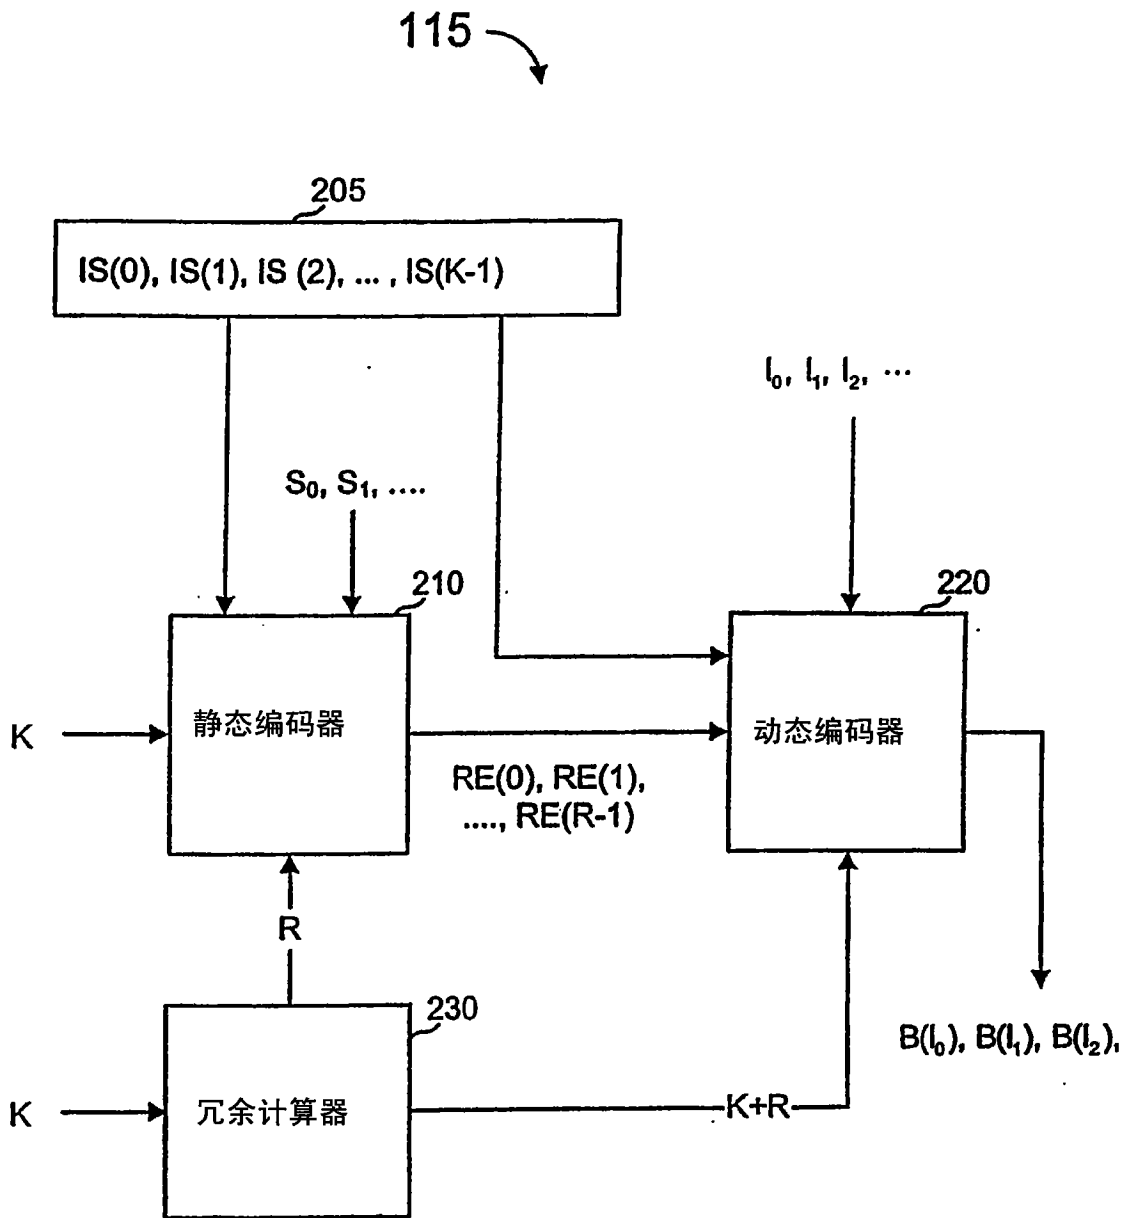 115
205
IS(0), IS(1), IS (2), ... , IS(K-1)
I₀, I₁, I₂, ...
S₀, S₁, ....
210
220
K
静态编码器
动态编码器
RE(0), RE(1),
...., RE(R-1)
R
230
B(I₀), B(I₁), B(I₂),
K
冗余计算器
K+R